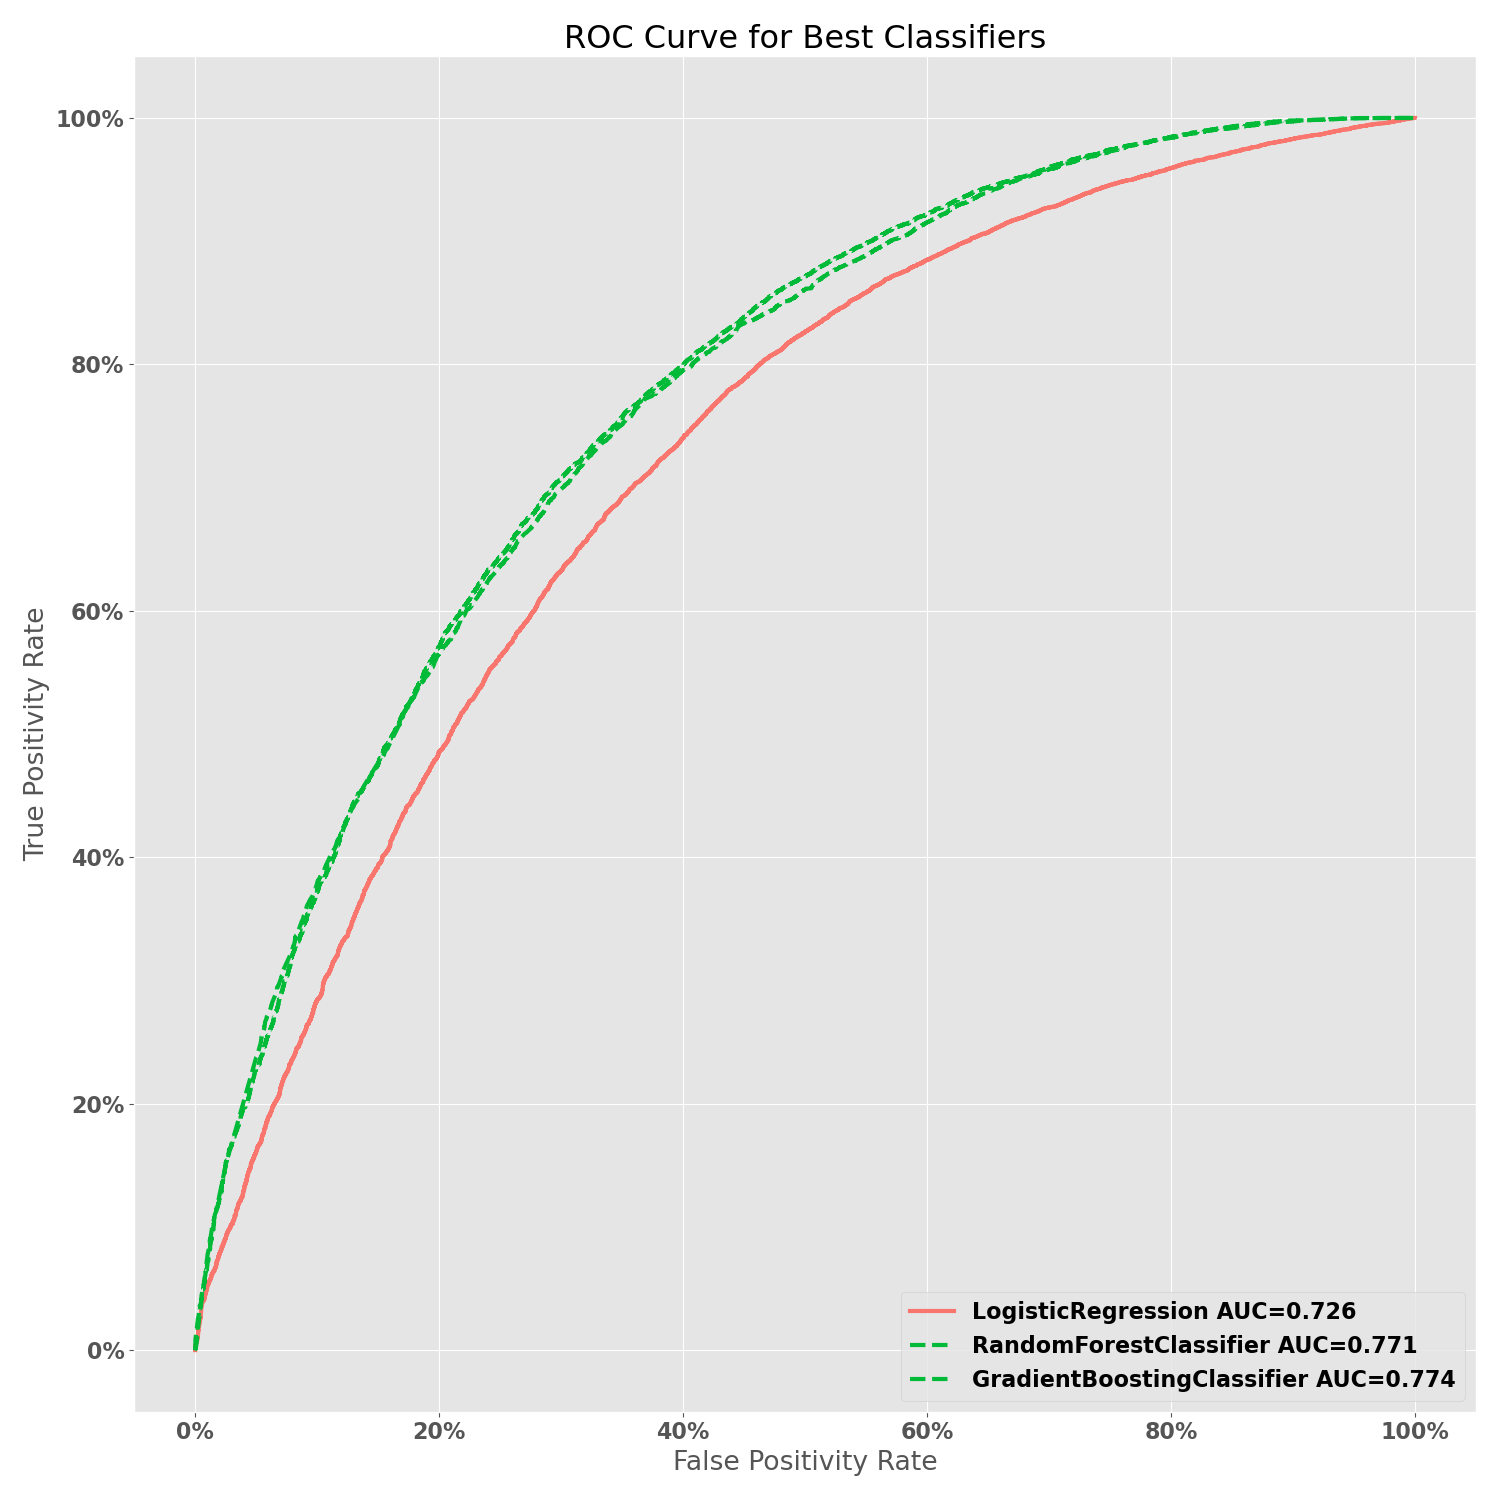 ROC Curve for Best Classifiers
100%
80%
60%
40%
20%
0%
True Positivity Rate
LogisticRegression AUC=0.726
RandomForestClassifier AUC=0.771
GradientBoostingClassifier AUC=0.774
0% 20% 40% 60% 80% 100%
False Positivity Rate